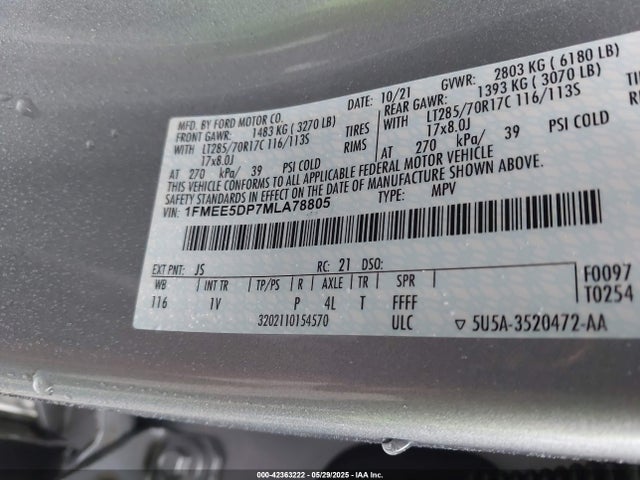 MFD. BY FORD MOTOR CO. DATE: 10/21 GVWR: 2803 KG ( 6180 LB)
FRONT GAWR: 1483 KG ( 3270 LB) REAR GAWR: 1393 KG ( 3070 LB)
WITH LT285/70R17C 116/113S TIRES WITH LT285/70R17C 116/113S
17x8.0J RIMS 17x8.0J
AT 270 kPa/ 39 PSI COLD AT 270 kPa/ 39 PSI COLD
THIS VEHICLE CONFORMS TO ALL APPLICABLE FEDERAL MOTOR VEHICLE
SAFETY STANDARDS IN EFFECT ON THE DATE OF MANUFACTURE SHOWN ABOVE.
VIN: 1FMEE5DP7MLA78805 TYPE: MPV
EXT PNT: JS RC: 21 DSO: F0097
WB INT TR TP/PS R AXLE TR SPR T0254
116 1V P 4L T FFFF
3202110154570 ULC ▽ 5U5A-3520472-AA
000-42363222 - 05/29/2025 - IAA Inc.